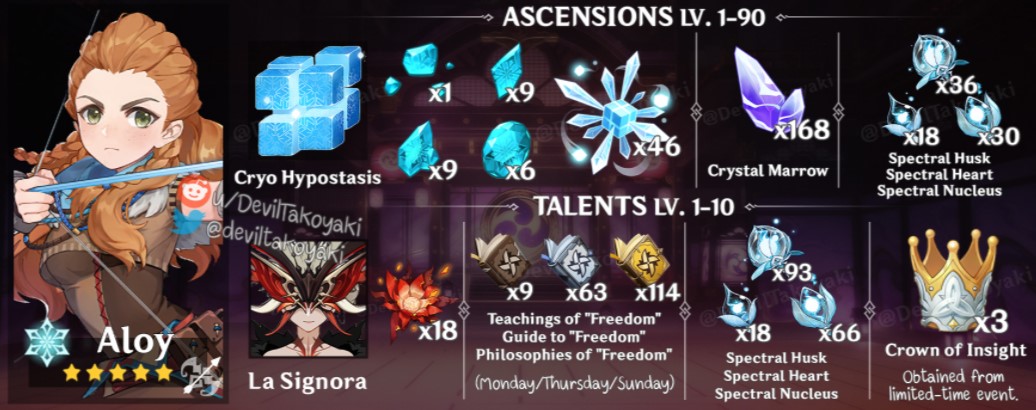 ASCENSIONS LV. 1-90
x1
x9
x46
x168
x36
x9
x6
x18
x30
Cryo Hypostasis
Crystal Marrow
Spectral Husk
Spectral Heart
Spectral Nucleus
TALENTS LV. 1-10
u/DevilTakoyaki
@deviltakoyaki
Aloy
x18
La Signora
x9
x63
x114
Teachings of "Freedom"
Guide to "Freedom"
Philosophies of "Freedom"
(Monday/Thursday/Sunday)
x93
x18
x66
Spectral Husk
Spectral Heart
Spectral Nucleus
x3
Crown of Insight
Obtained from
limited-time event.